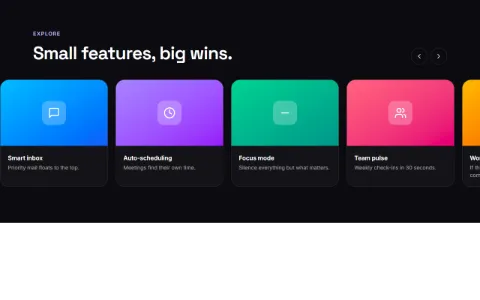 EXPLORE
Small features, big wins.
Smart inbox
Priority mail floats to the top.
Auto-scheduling
Meetings find their own time.
Focus mode
Silence everything but what matters.
Team pulse
Weekly check-ins in 30 seconds.